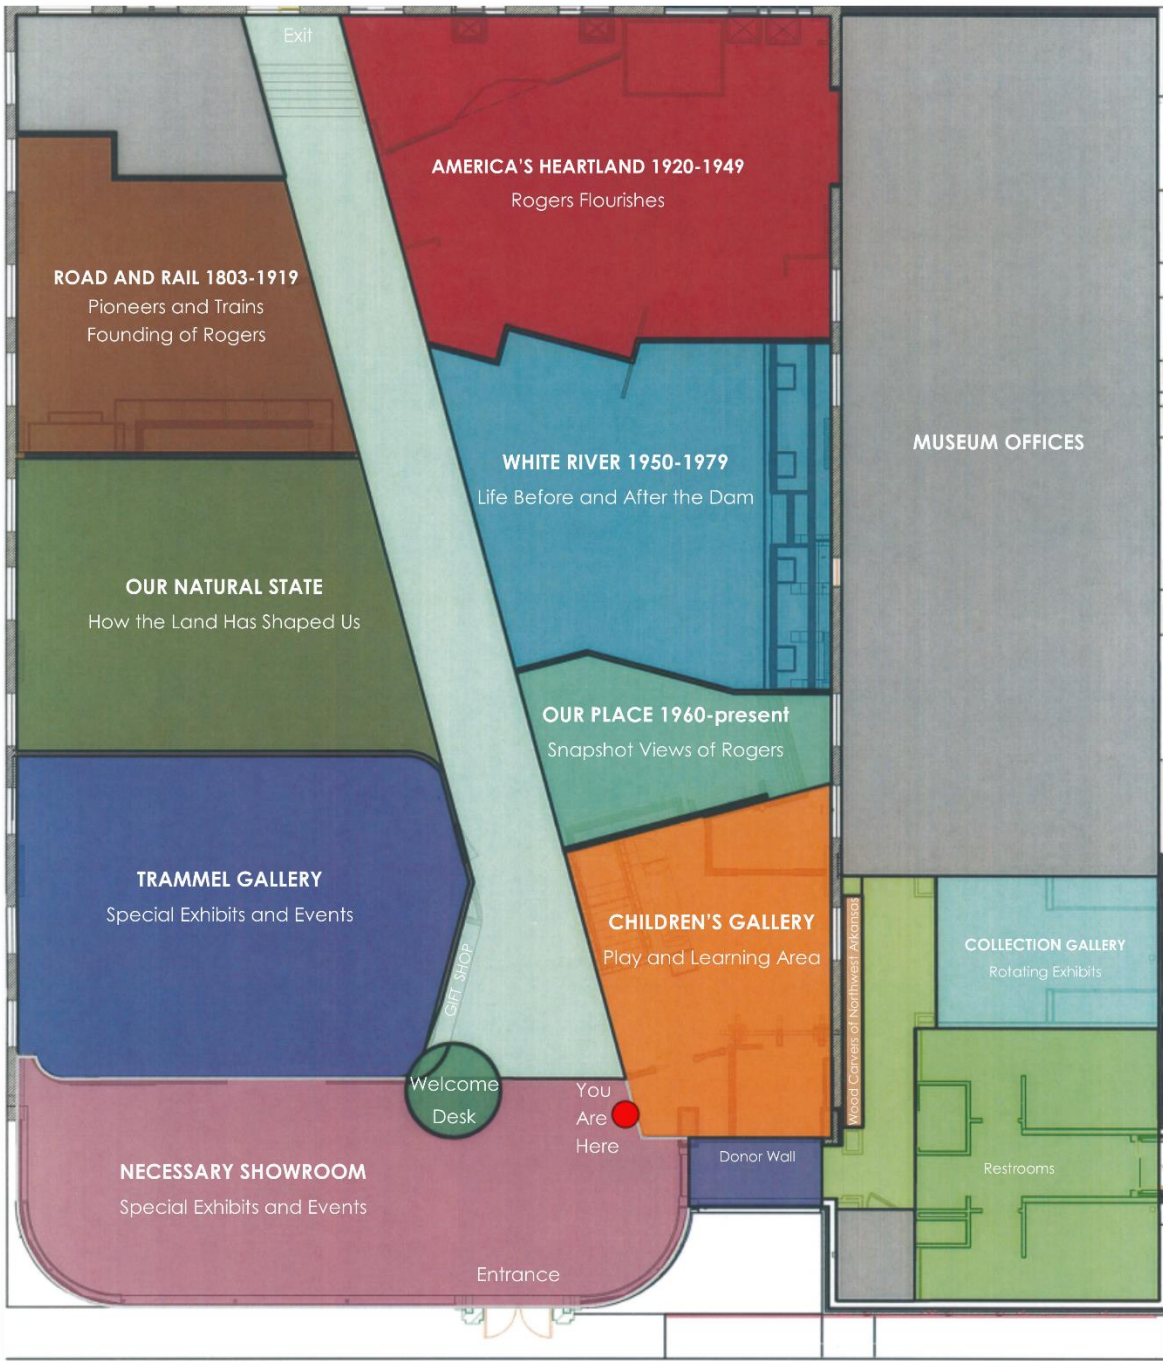 Exit
AMERICA'S HEARTLAND 1920-1949
Rogers Flourishes
ROAD AND RAIL 1803-1919
Pioneers and Trains
Founding of Rogers
MUSEUM OFFICES
WHITE RIVER 1950-1979
Life Before and After the Dam
OUR NATURAL STATE
How the Land Has Shaped Us
OUR PLACE 1960-present
Snapshot Views of Rogers
TRAMMEL GALLERY
Special Exhibits and Events
CHILDREN'S GALLERY
Play and Learning Area
GIFT SHOP
Wood Carvers of Northwest Arkansas
COLLECTION GALLERY
Rotating Exhibits
Welcome
Desk
You
Are
Here
Donor Wall
Restrooms
NECESSARY SHOWROOM
Special Exhibits and Events
Entrance